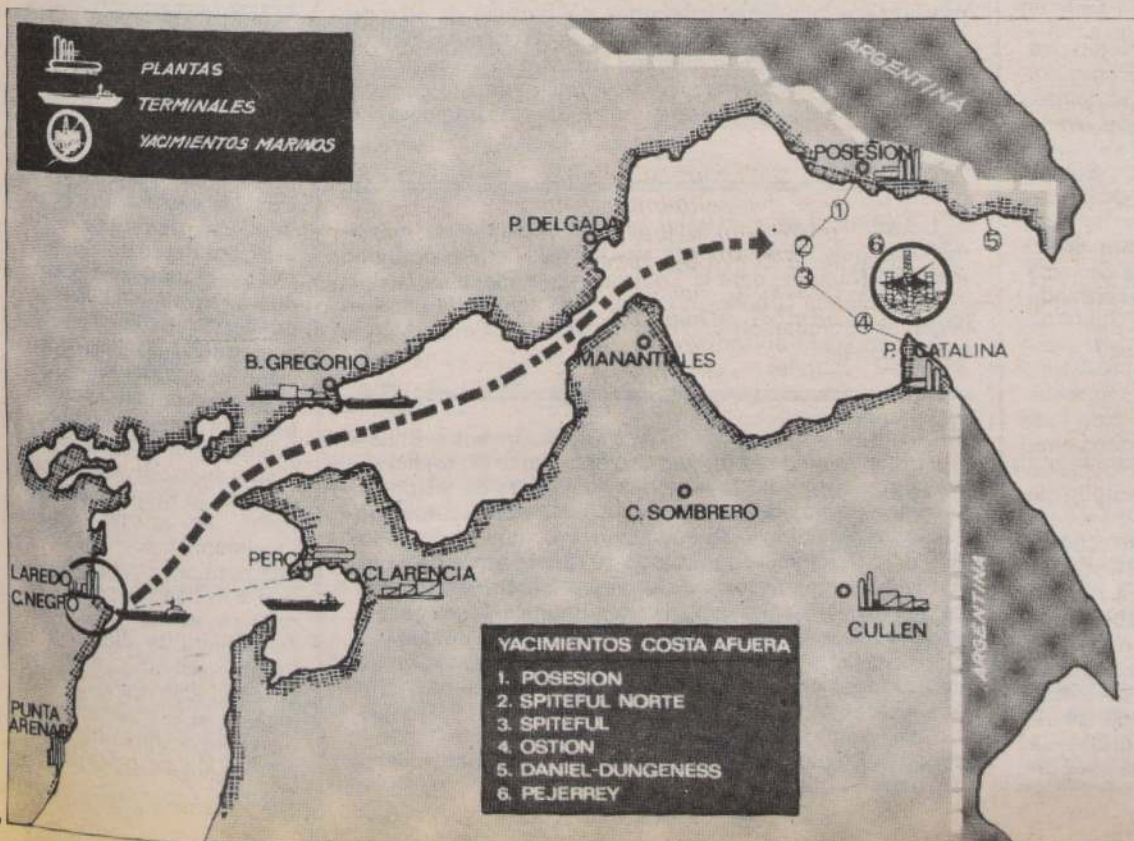 PLANTAS
TERMINALES
YACIMIENTOS MARINOS
ARGENTINA
POSESION
1
P. DELGADA
2
6
5
3
4
MANANTIALES
P. CATALINA
B. GREGORIO
C. SOMBRERO
PERCY
CLARENCIA
LAREDO
C. NEGRO
CULLEN
ARGENTINA
PUNTA
ARENAS
YACIMIENTOS COSTA AFUERA
1. POSESION
2. SPITEFUL NORTE
3. SPITEFUL
4. OSTION
5. DANIEL-DUNGENESS
6. PEJERREY